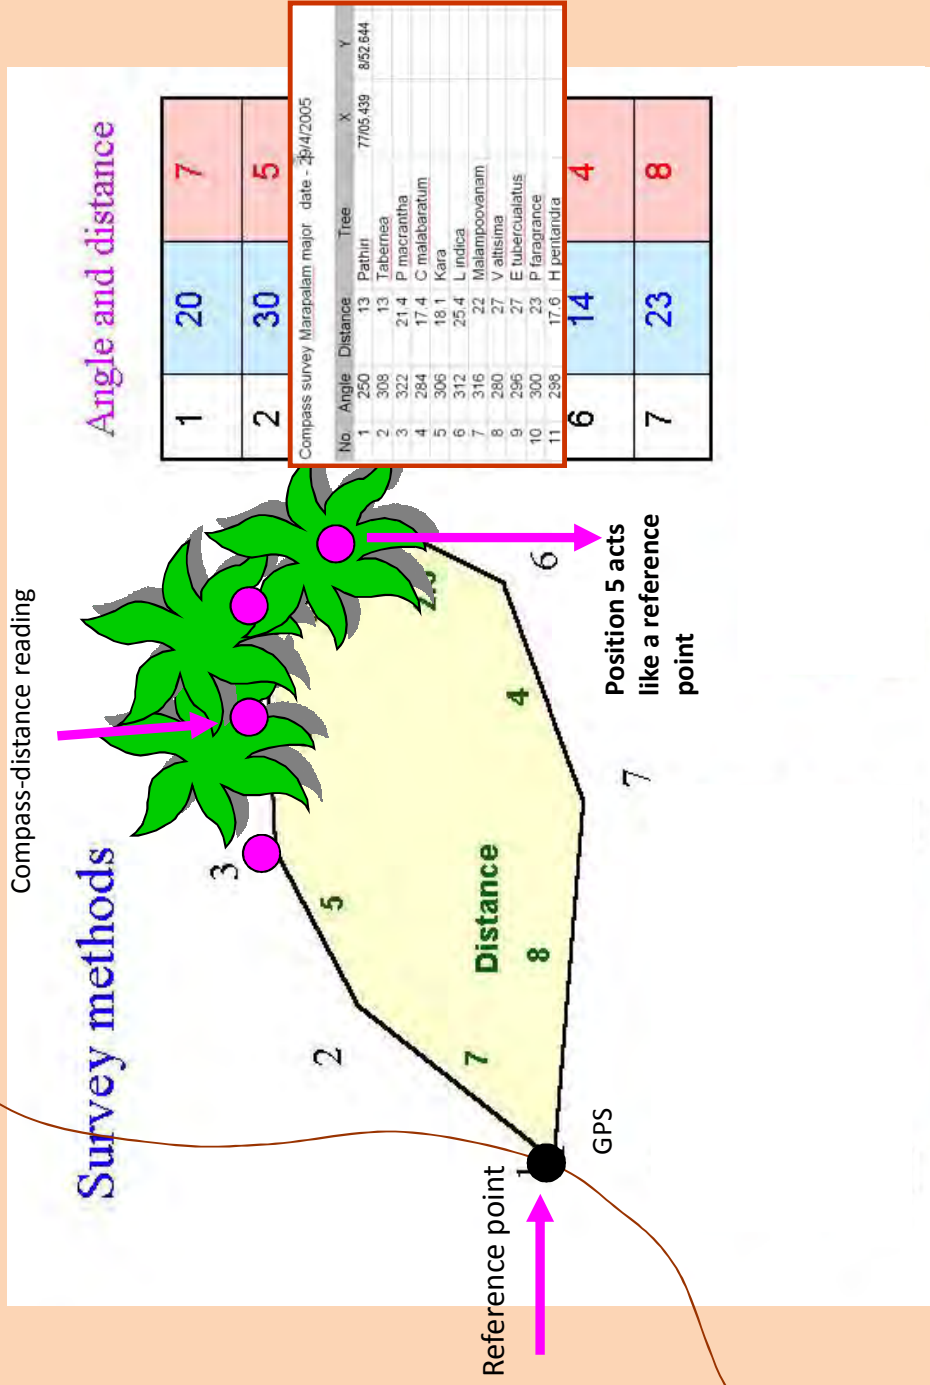 Survey methods
Angle and distance
Compass-distance reading
1 20 7
2 30 5
6 14 4
7 23 8
Compass survey Marapalam major date - 29/4/2005
No. Angle Distance Tree X Y
1 250 13 Pathiri 77/05.439 8/52.644
2 308 13 Tabernea
3 322 21.4 P macrantha
4 284 17.4 C malabaratum
5 306 18.1 Kara
6 312 25.4 L indica
7 316 22 Malampoovanam
8 280 27 V altisima
9 296 27 E tubercualatus
10 300 23 P faragrance
11 298 17.6 H pentandra
3
2
5
7
Distance
8
4
6
7
1
Reference point
GPS
Position 5 acts
like a reference
point